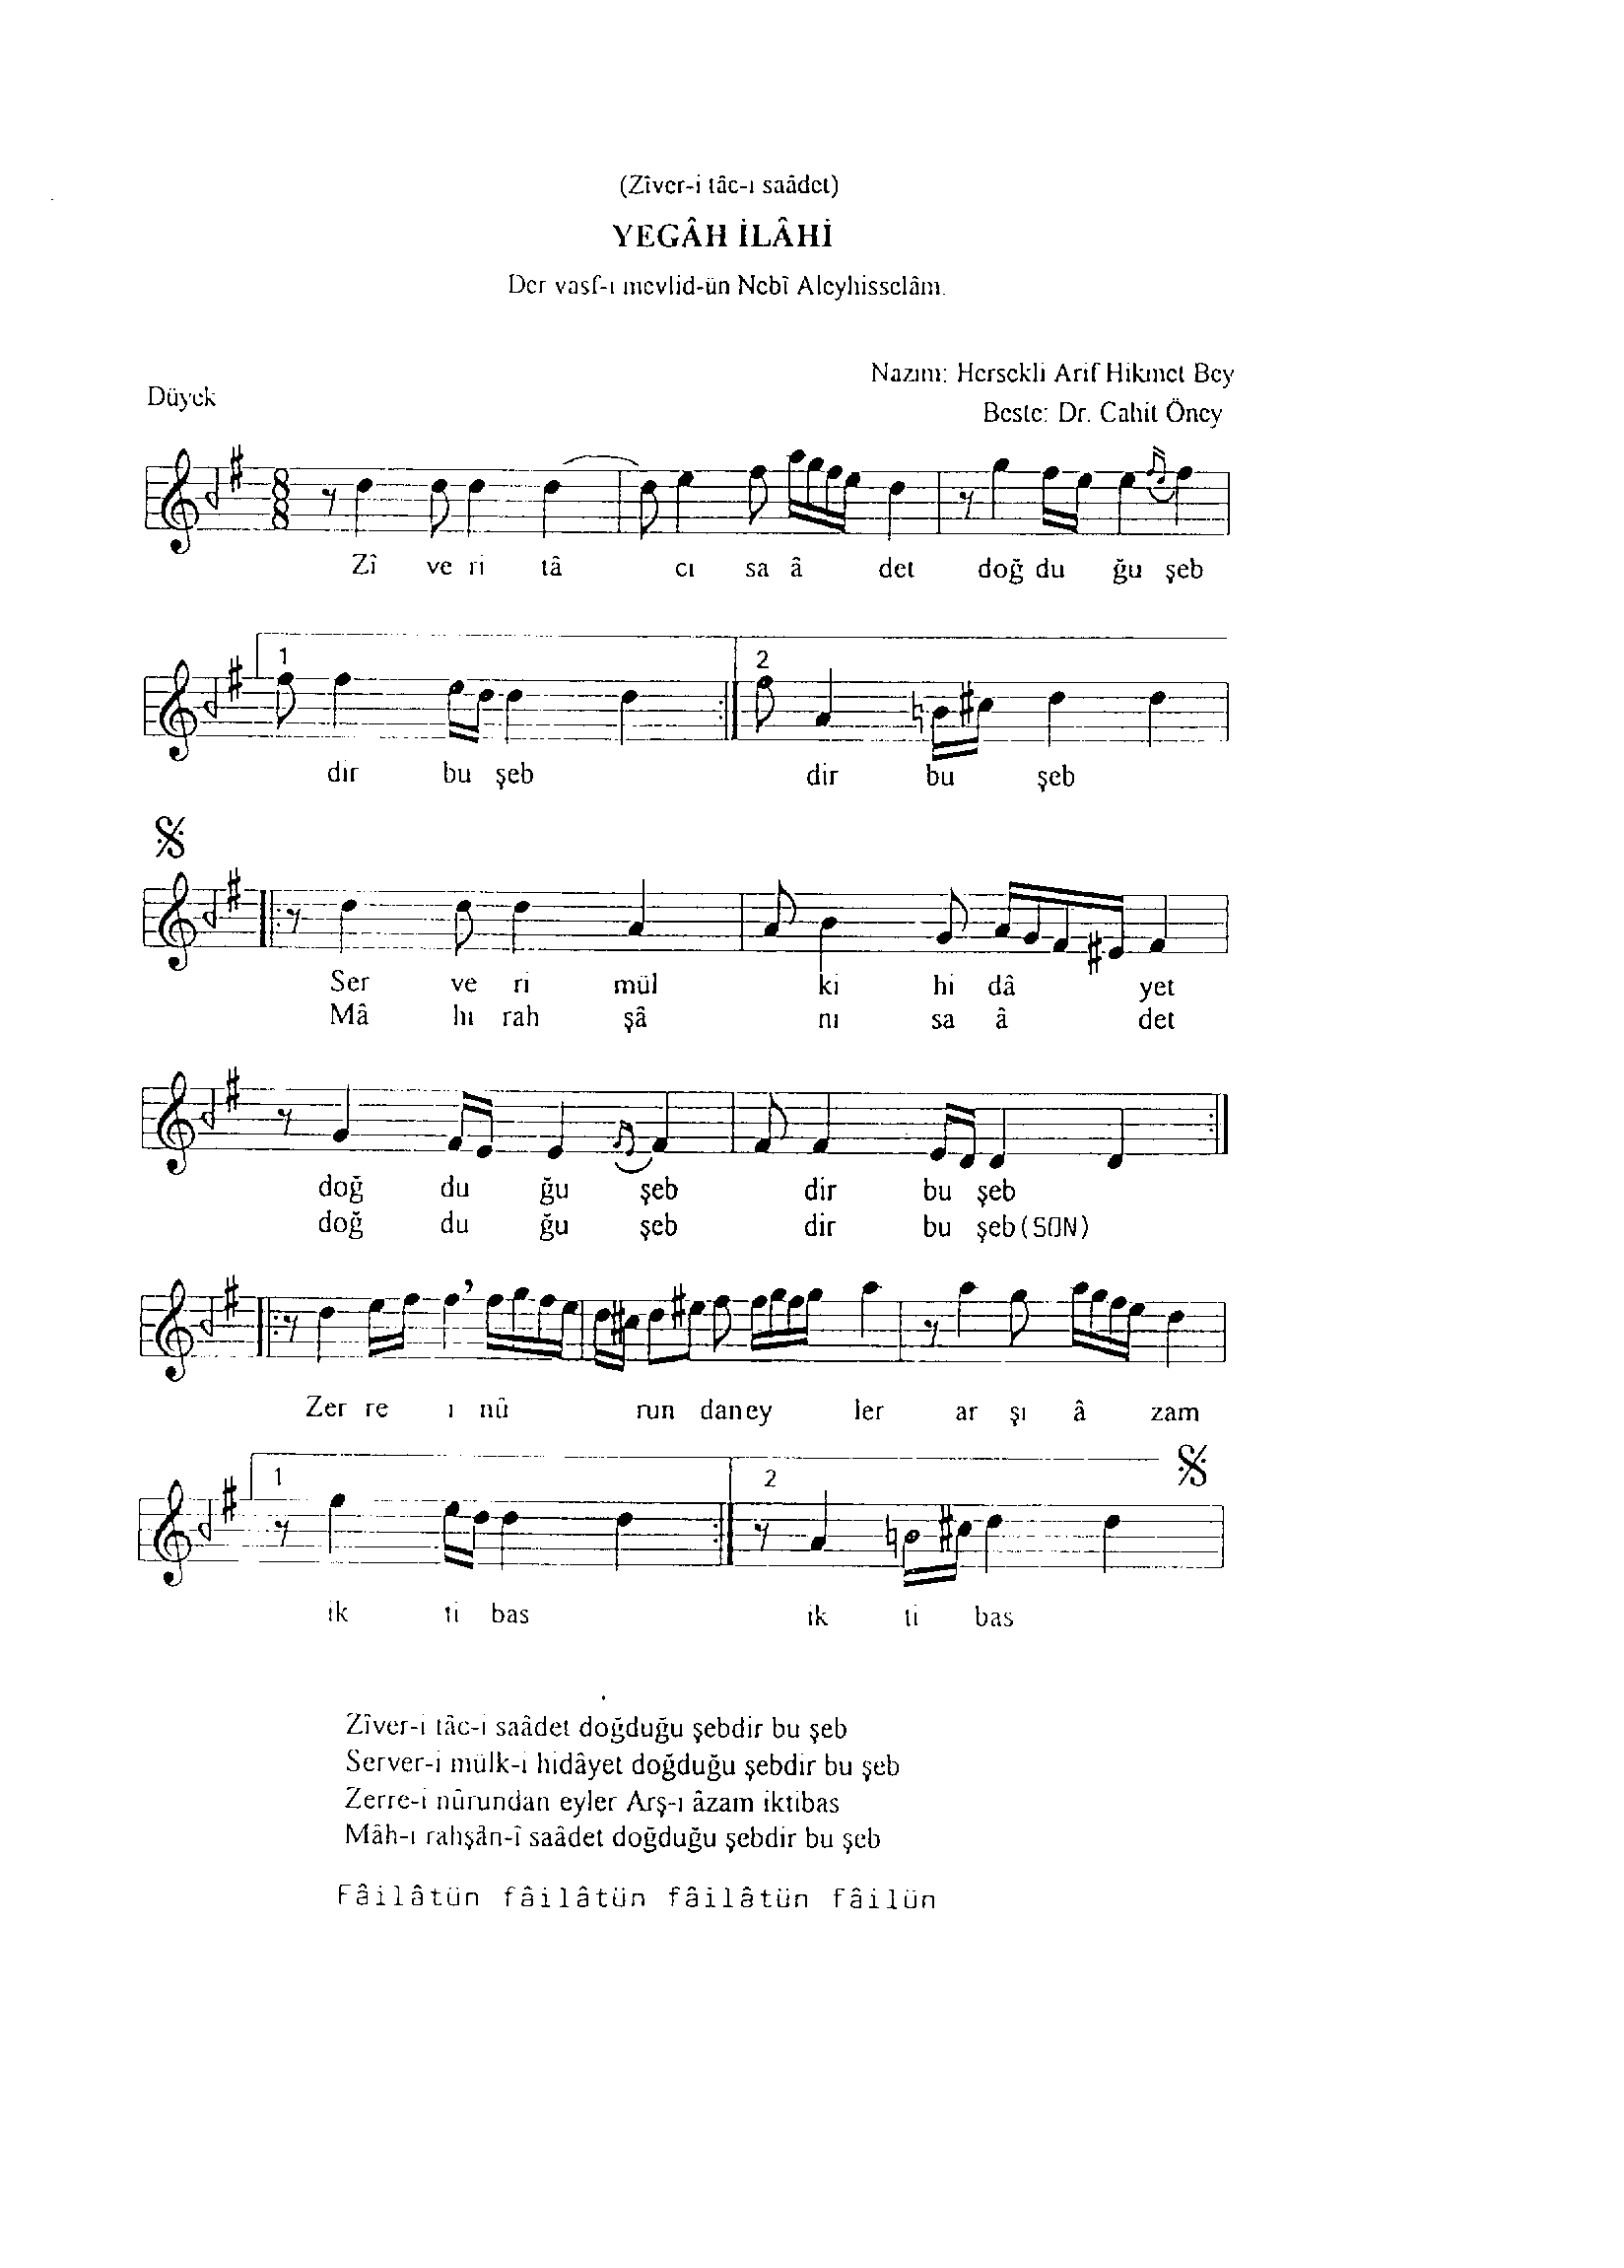 (Zîver-i tâc-ı saâdet)
YEGÂH İLÂHİ
Der vasf-ı mevlid-ün Nebî Aleyhisselâm.
Nazım: Hersekli Arif Hikmet Bey
Düyek
Beste: Dr. Cahit Öney
8
8
Zî ve ri tâ cı sa â det doğ du ğu şeb
1 2
dir bu şeb dir bu şeb
Ser ve ri mül ki hi dâ yet
Mâ hı rah şâ nı sa â det
doğ du ğu şeb dir bu şeb
doğ du ğu şeb dir bu şeb (SON)
Zer re ı nû run dan ey ler ar şı â zam
1 2
ik ti bas ik ti bas
Zîver-i tâc-i saâdet doğduğu şebdir bu şeb
Server-i mülk-i hidâyet doğduğu şebdir bu şeb
Zerre-i nûrundan eyler Arş-ı âzam iktibas
Mâh-ı rahşân-î saâdet doğduğu şebdir bu şeb
Fâilâtün fâilâtün fâilâtün fâilün